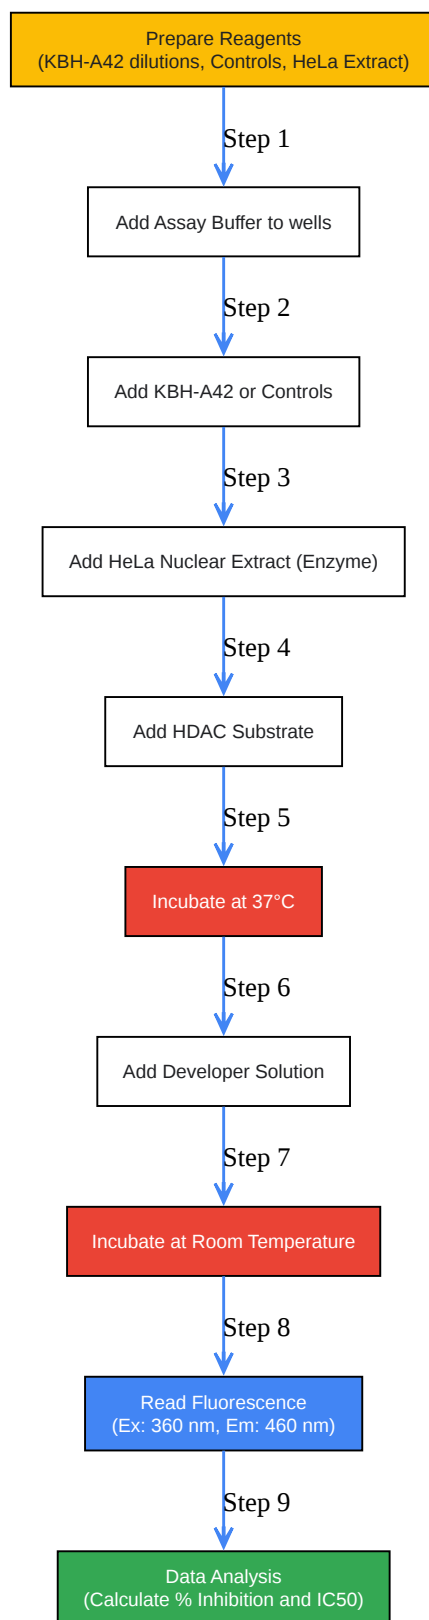 Prepare Reagents
(KBH-A42 dilutions, Controls, HeLa Extract)
Step 1
Add Assay Buffer to wells
Step 2
Add KBH-A42 or Controls
Step 3
Add HeLa Nuclear Extract (Enzyme)
Step 4
Add HDAC Substrate
Step 5
Incubate at 37°C
Step 6
Add Developer Solution
Step 7
Incubate at Room Temperature
Step 8
Read Fluorescence
(Ex: 360 nm, Em: 460 nm)
Step 9
Data Analysis
(Calculate % Inhibition and IC50)